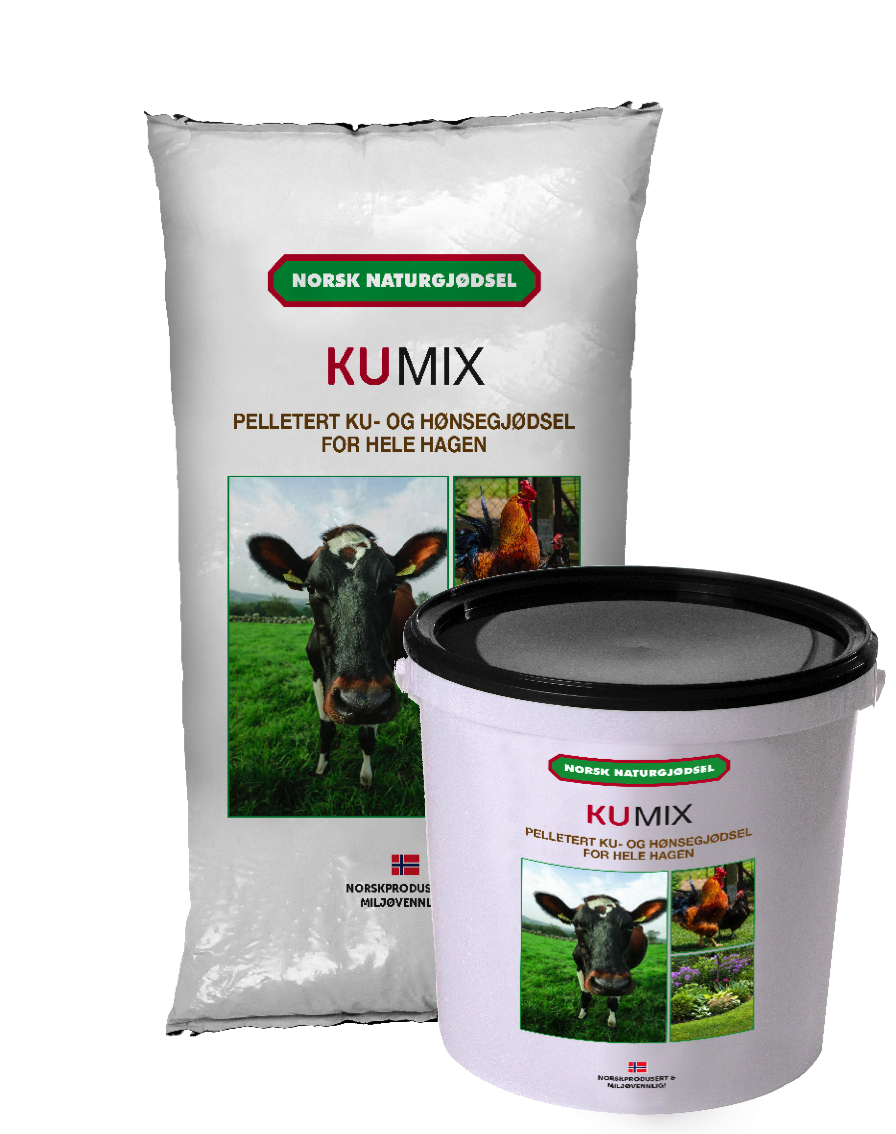 NORSK NATURGJØDSEL
KUMIX
PELLETERT KU- OG HØNSEGJØDSEL
FOR HELE HAGEN
NORSK NATURGJØDSEL
KUMIX
PELLETERT KU- OG HØNSEGJØDSEL
FOR HELE HAGEN
NORSKPRODUSERT &
MILJØVENNLIG!